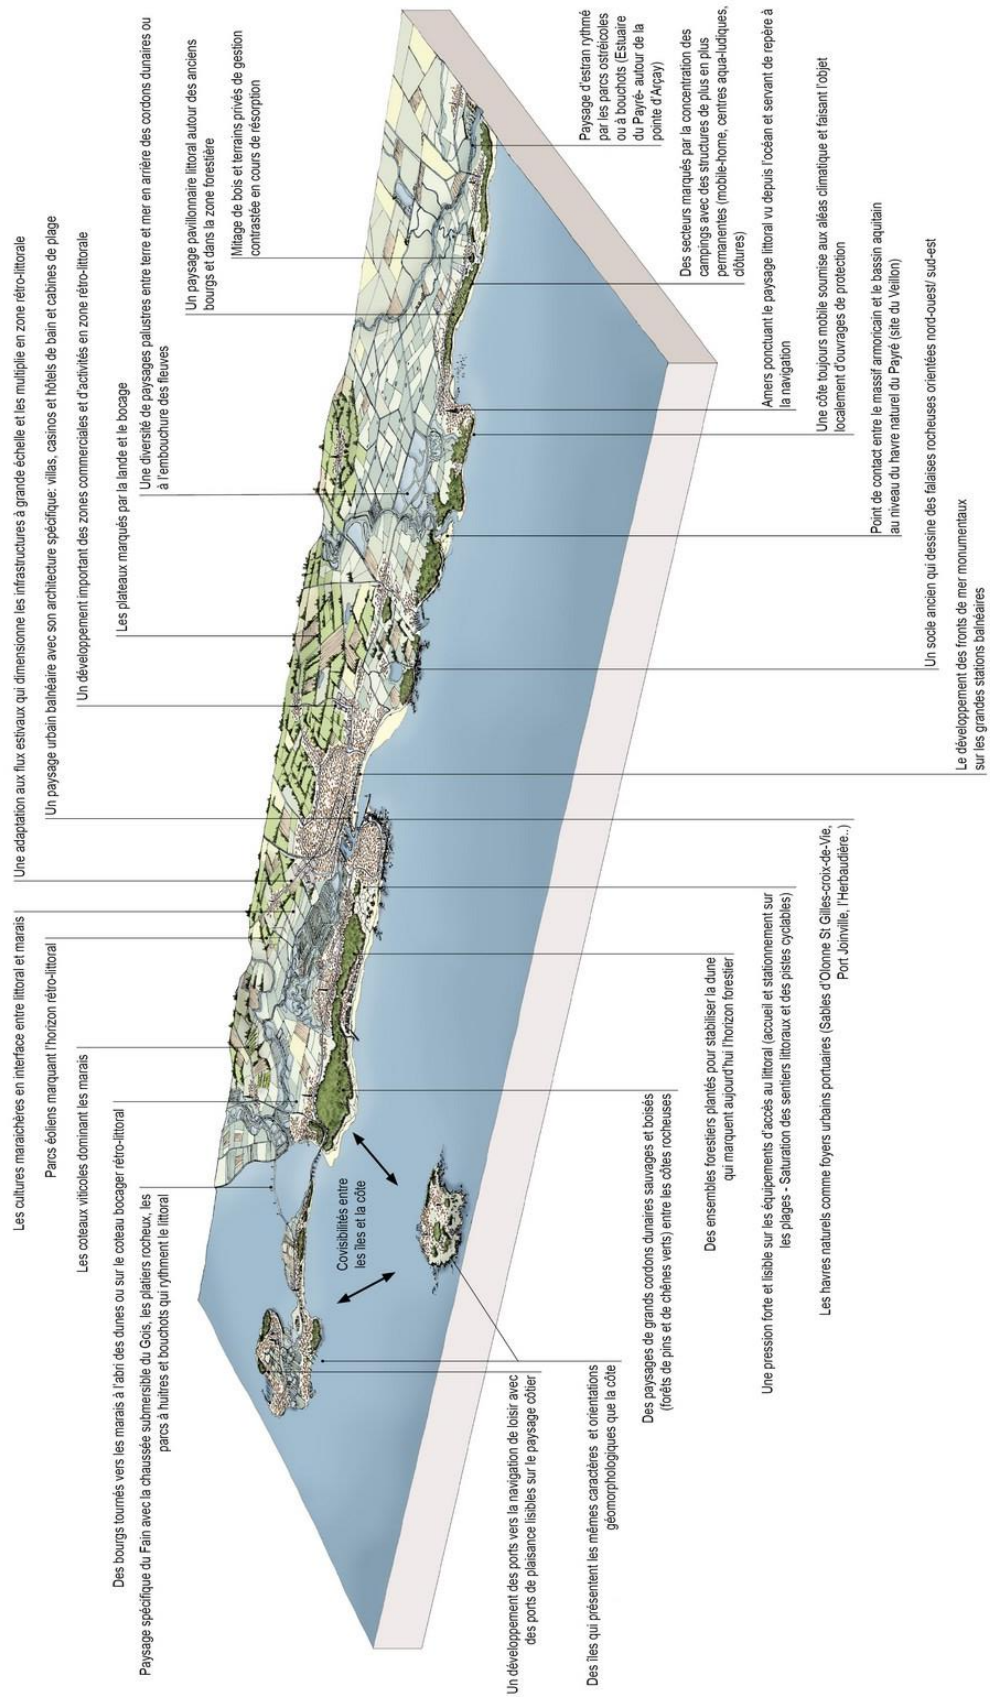 Les cultures maraichères en interface entre littoral et marais
Parcs éoliens marquant l'horizon rétro-littoral
Les coteaux viticoles dominant les marais
Des bourgs tournés vers les marais à l'abri des dunes ou sur le coteau bocager rétro-littoral
Paysage spécifique du Fain avec la chaussée submersible du Gois, les platiers rocheux, les
parcs à huitres et bouchots qui rythment le littoral
Une adaptation aux flux estivaux qui dimensionne les infrastructures à grande échelle et les multiplie en zone rétro-littorale
Un paysage urbain balnéaire avec son architecture spécifique: villas, casinos et hôtels de bain et cabines de plage
Un développement important des zones commerciales et d'activités en zone rétro-littorale
Les plateaux marqués par la lande et le bocage
Une diversité de paysages palustres entre terre et mer en arrière des cordons dunaires ou
à l'embouchure des fleuves
Un paysage pavillonnaire littoral autour des anciens
bourgs et dans la zone forestière
Mitage de bois et terrains privés de gestion
contrastée en cours de résorption
Covisibilités entre
les îles et la côte
Un développement des ports vers la navigation de loisir avec
des ports de plaisance lisibles sur le paysage côtier
Des îles qui présentent les mêmes caractères et orientations
géomorphologiques que la côte
Des paysages de grands cordons dunaires sauvages et boisés
(forêts de pins et de chênes verts) entre les côtes rocheuses
Des ensembles forestiers plantés pour stabiliser la dune
qui marquent aujourd'hui l'horizon forestier
Une pression forte et lisible sur les équipements d'accès au littoral (accueil et stationnement sur
les plages - Saturation des sentiers littoraux et des pistes cyclables)
Les havres naturels comme foyers urbains portuaires (Sables d'Olonne St Gilles-croix-de-Vie,
Port Joinville, l'Herbaudière..)
Le développement des fronts de mer monumentaux
sur les grandes stations balnéaires
Un socle ancien qui dessine des falaises rocheuses orientées nord-ouest/ sud-est
Point de contact entre le massif armoricain et le bassin aquitain
au niveau du havre naturel du Payré (site du Veillon)
Une côte toujours mobile soumise aux aléas climatique et faisant l'objet
localement d'ouvrages de protection
Amers ponctuant le paysage littoral vu depuis l'océan et servant de repère à
la navigation
Des secteurs marqués par la concentration des
campings avec des structures de plus en plus
permanentes (mobile-home, centres aqua-ludiques,
clôtures)
Paysage d'estran rythmé
par les parcs ostréicoles
ou à bouchots (Estuaire
du Payré- autour de la
pointe d'Arçay)